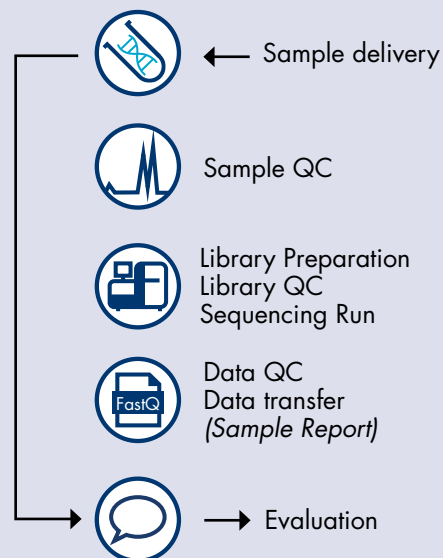 Sample delivery
Sample QC
Library Preparation
Library QC
Sequencing Run
FastQ
Data QC
Data transfer
(Sample Report)
Evaluation